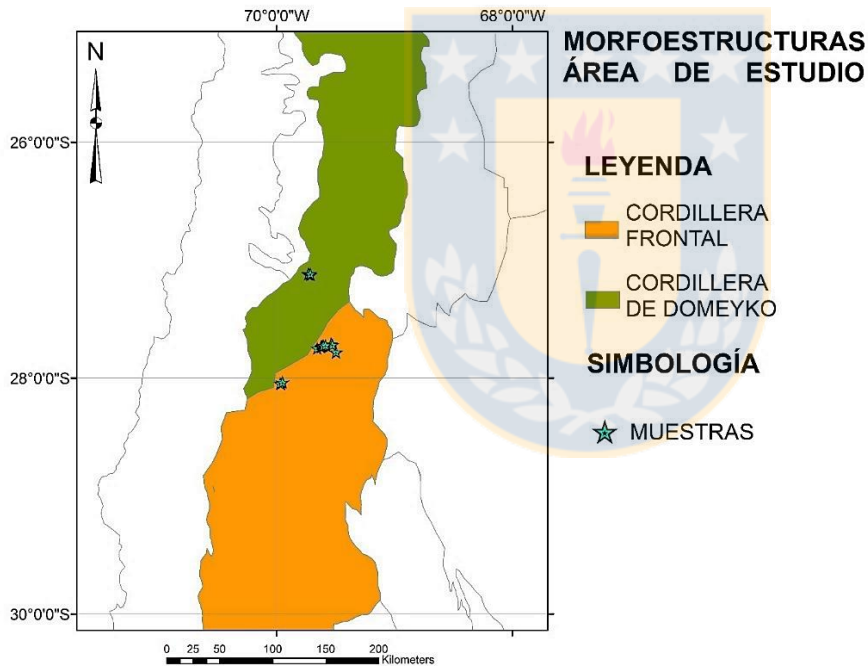 70°0'0"W 68°0'0"W
N
26°0'0"S
28°0'0"S
30°0'0"S
0 25 50 100 150 200
Kilometers
MORFOESTRUCTURAS
ÁREA DE ESTUDIO
LEYENDA
CORDILLERA
FRONTAL
CORDILLERA
DE DOMEYKO
SIMBOLOGÍA
MUESTRAS